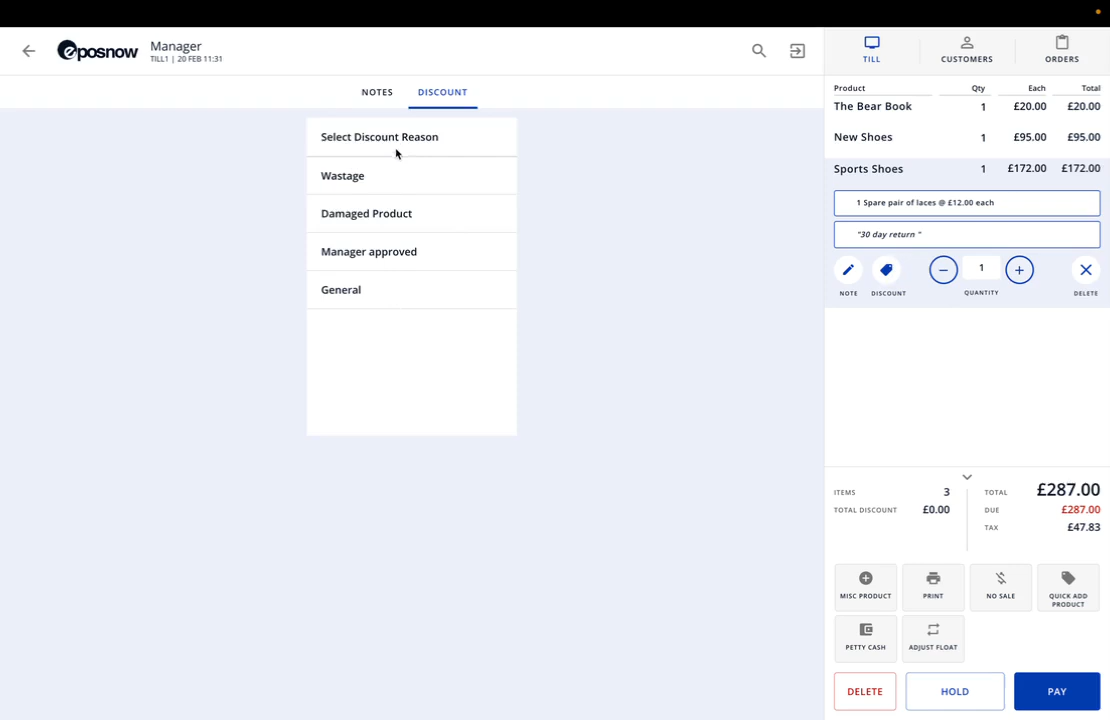 eposnow
Manager
TILL1 | 20 FEB 11:31
NOTES DISCOUNT
Select Discount Reason
Wastage
Damaged Product
Manager approved
General
TILL CUSTOMERS ORDERS
Product Qty Each Total
The Bear Book 1 £20.00 £20.00
New Shoes 1 £95.00 £95.00
Sports Shoes 1 £172.00 £172.00
1 Spare pair of laces @ £12.00 each
"30 day return "
1
NOTE DISCOUNT QUANTITY DELETE
ITEMS 3
TOTAL DISCOUNT £0.00
TOTAL £287.00
DUE £287.00
TAX £47.83
MISC PRODUCT
PRINT
NO SALE
QUICK ADD
PRODUCT
PETTY CASH
ADJUST FLOAT
DELETE HOLD PAY